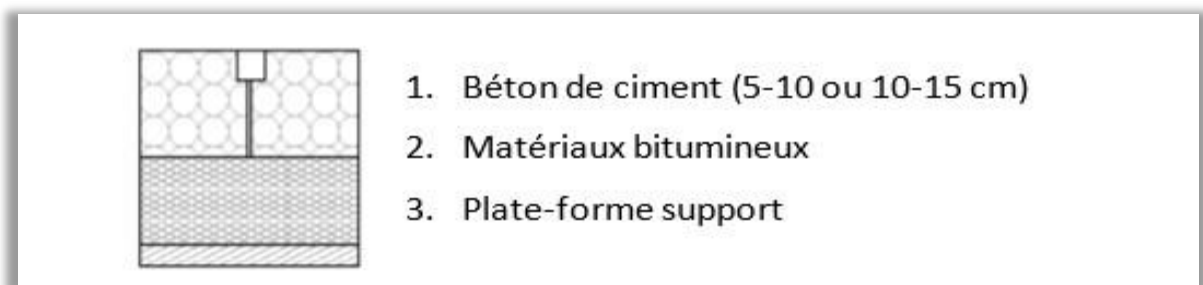 1. Béton de ciment (5-10 ou 10-15 cm)
2. Matériaux bitumineux
3. Plate-forme support